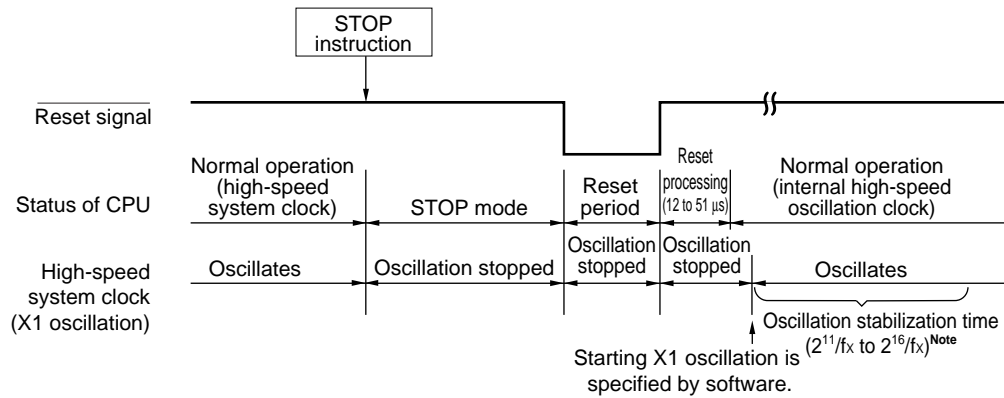 STOP
instruction
Reset signal
Status of CPU
Normal operation
(high-speed
system clock)
STOP mode
Reset
period
Reset
processing
(12 to 51 μs)
Normal operation
(internal high-speed
oscillation clock)
High-speed
system clock
(X1 oscillation)
Oscillates
Oscillation stopped
Oscillation
stopped
Oscillation
stopped
Oscillates
Oscillation stabilization time
(2¹¹/fX to 2¹⁶/fX)Note
Starting X1 oscillation is
specified by software.